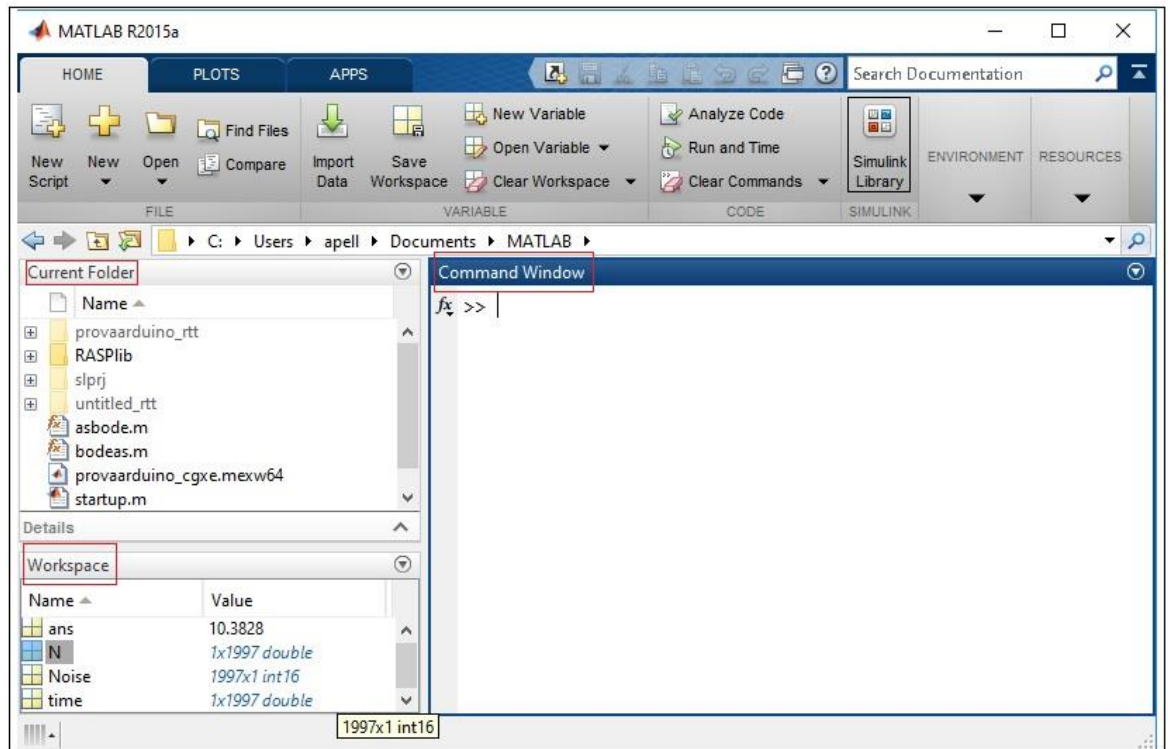 MATLAB R2015a
HOME PLOTS APPS Search Documentation
New Script
New
Open
Find Files
Compare
Import Data
Save Workspace
New Variable
Open Variable
Clear Workspace
Analyze Code
Run and Time
Clear Commands
Simulink Library
ENVIRONMENT
RESOURCES
FILE VARIABLE CODE SIMULINK
C: Users apell Documents MATLAB
Current Folder
Name
provaarduino_rtt
RASPlib
slprj
untitled_rtt
asbode.m
bodeas.m
provaarduino_cgxe.mexw64
startup.m
Details
Workspace
Name Value
ans 10.3828
N 1x1997 double
Noise 1997x1 int16
time 1x1997 double
1997x1 int16
Command Window
fx >>